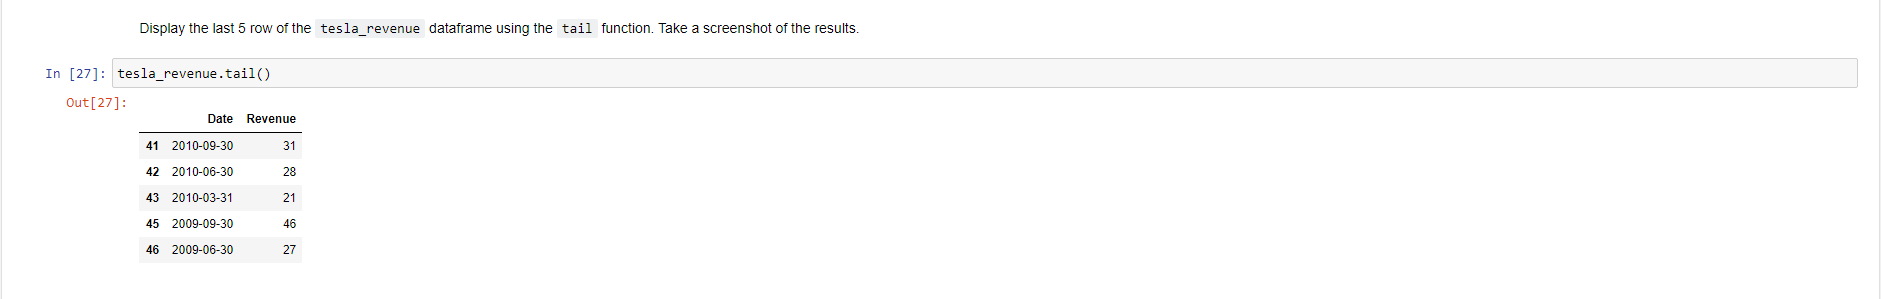 Display the last 5 row of the tesla_revenue dataframe using the tail function. Take a screenshot of the results.
In [27]: tesla_revenue.tail()
Out[27]:
Date Revenue
41 2010-09-30 31
42 2010-06-30 28
43 2010-03-31 21
45 2009-09-30 46
46 2009-06-30 27